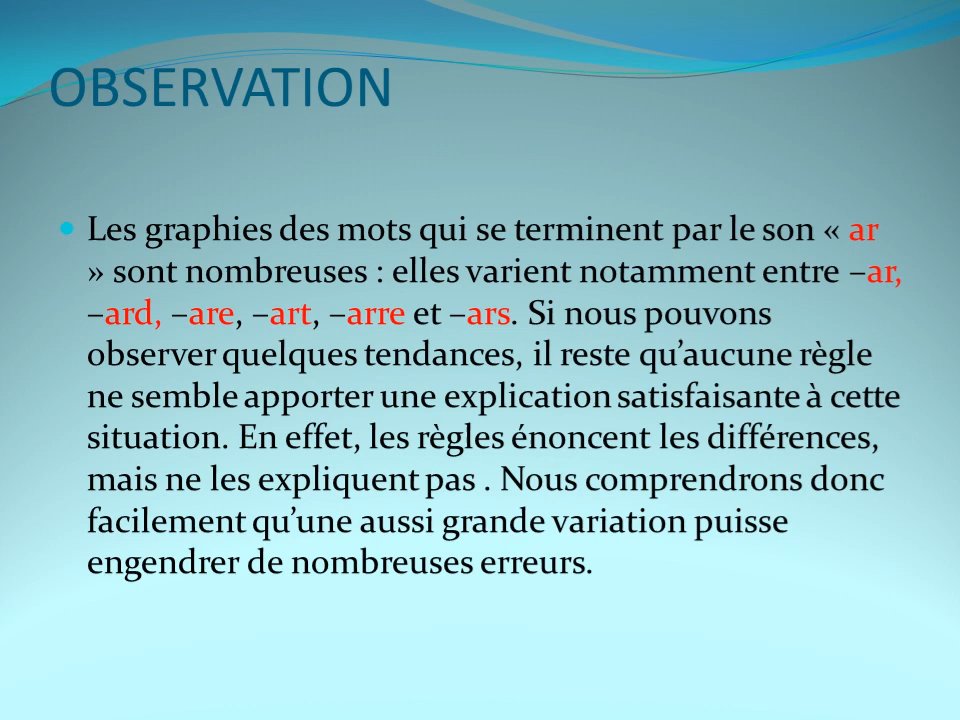 OBSERVATION
Les graphies des mots qui se terminent par le son « ar
» sont nombreuses : elles varient notamment entre –ar,
–ard, –are, –art, –arre et –ars. Si nous pouvons
observer quelques tendances, il reste qu’aucune règle
ne semble apporter une explication satisfaisante à cette
situation. En effet, les règles énoncent les différences,
mais ne les expliquent pas . Nous comprendrons donc
facilement qu’une aussi grande variation puisse
engendrer de nombreuses erreurs.